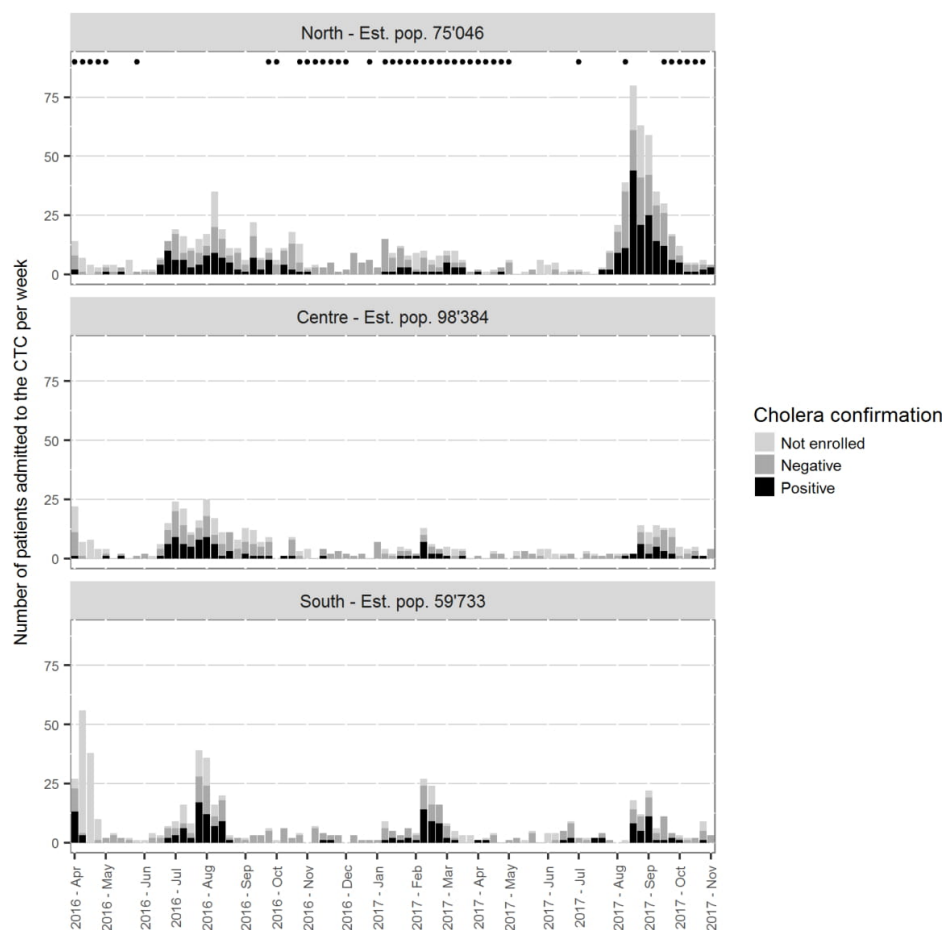 North - Est. pop. 75'046
75
50
25
0
Centre - Est. pop. 98'384
75
50
25
0
South - Est. pop. 59'733
75
50
25
0
Number of patients admitted to the CTC per week
2016 - Apr
2016 - May
2016 - Jun
2016 - Jul
2016 - Aug
2016 - Sep
2016 - Oct
2016 - Nov
2016 - Dec
2017 - Jan
2017 - Feb
2017 - Mar
2017 - Apr
2017 - May
2017 - Jun
2017 - Jul
2017 - Aug
2017 - Sep
2017 - Oct
2017 - Nov
Cholera confirmation
Not enrolled
Negative
Positive